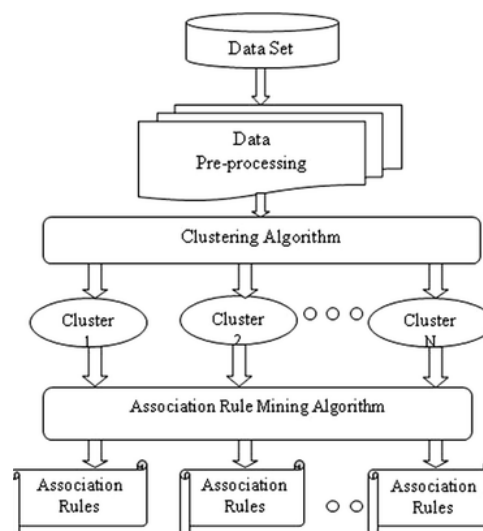 Data Set
Data
Pre-processing
Clustering Algorithm
Cluster
1
Cluster
2
Cluster
N
Association Rule Mining Algorithm
Association
Rules
Association
Rules
Association
Rules